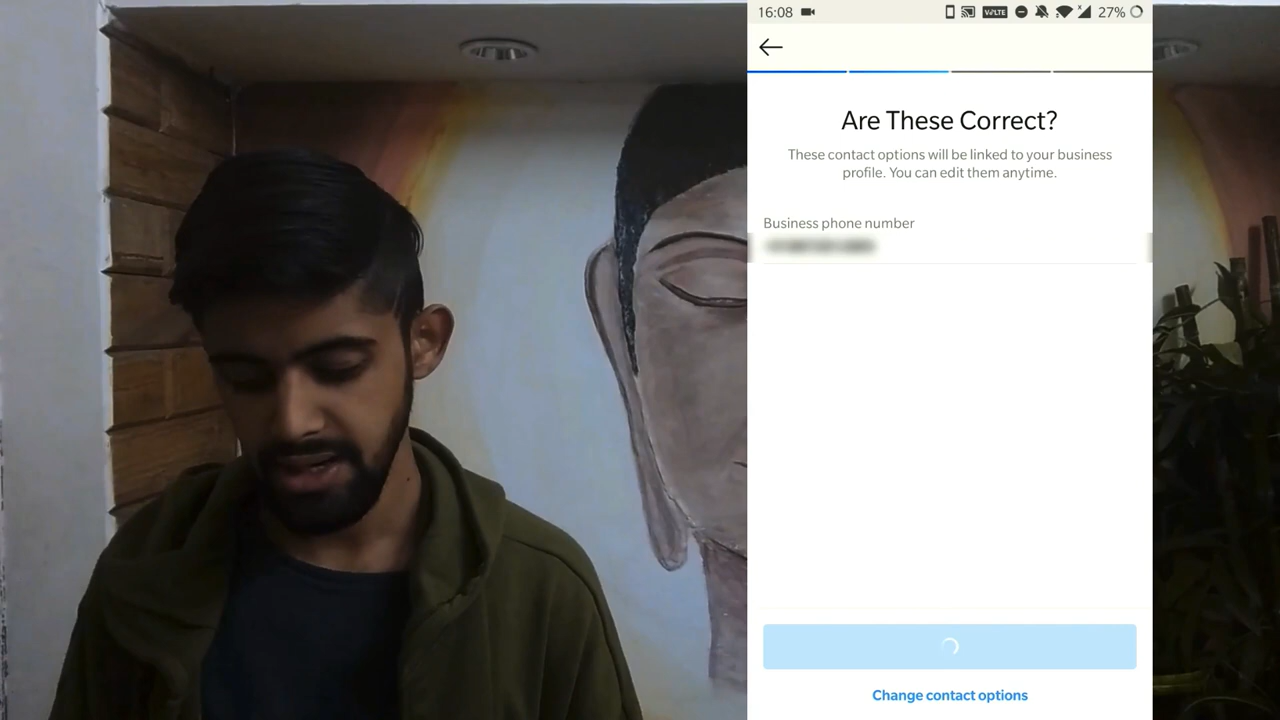 16:08
VoLTE
27%
Are These Correct?
These contact options will be linked to your business
profile. You can edit them anytime.
Business phone number
Change contact options